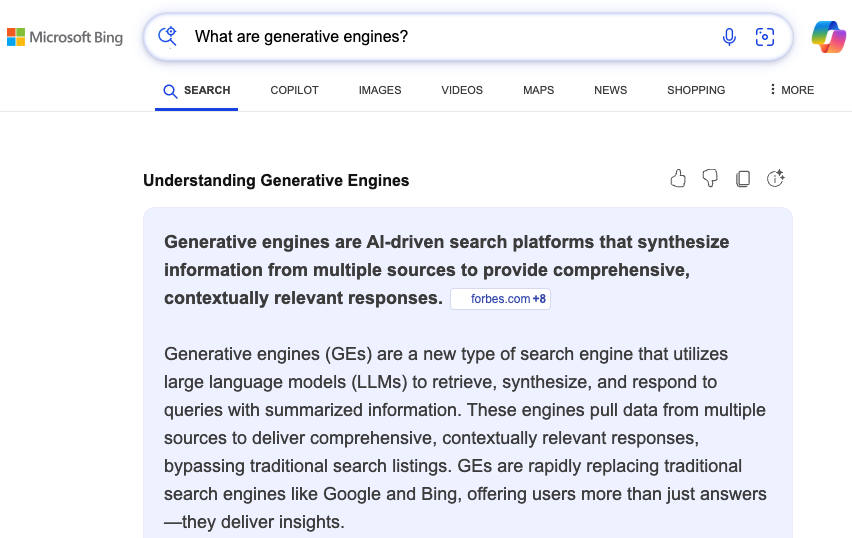 Microsoft Bing
What are generative engines?
SEARCH COPILOT IMAGES VIDEOS MAPS NEWS SHOPPING MORE
Understanding Generative Engines
Generative engines are AI-driven search platforms that synthesize
information from multiple sources to provide comprehensive,
contextually relevant responses. forbes.com +8
Generative engines (GEs) are a new type of search engine that utilizes
large language models (LLMs) to retrieve, synthesize, and respond to
queries with summarized information. These engines pull data from multiple
sources to deliver comprehensive, contextually relevant responses,
bypassing traditional search listings. GEs are rapidly replacing traditional
search engines like Google and Bing, offering users more than just answers
—they deliver insights.